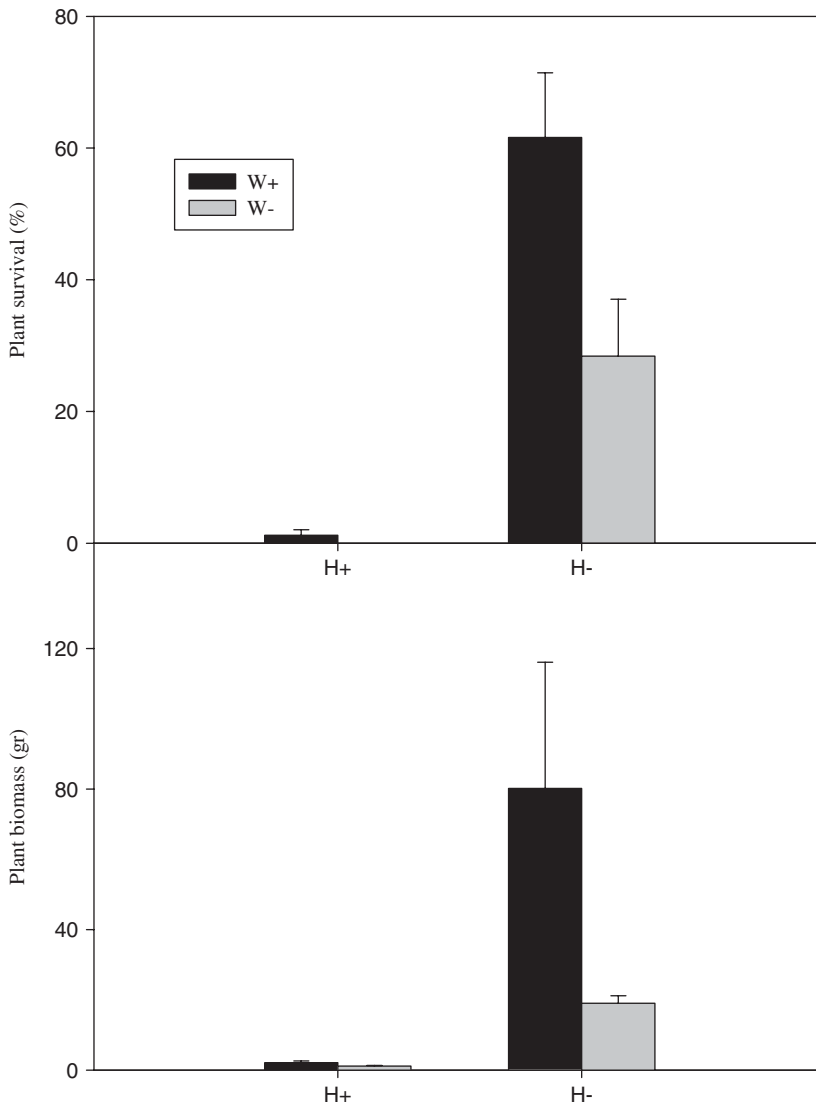 80
60
40
20
0
Plant survival (%)
W+
W-
H+
H-
120
80
40
0
Plant biomass (gr)
H+
H-